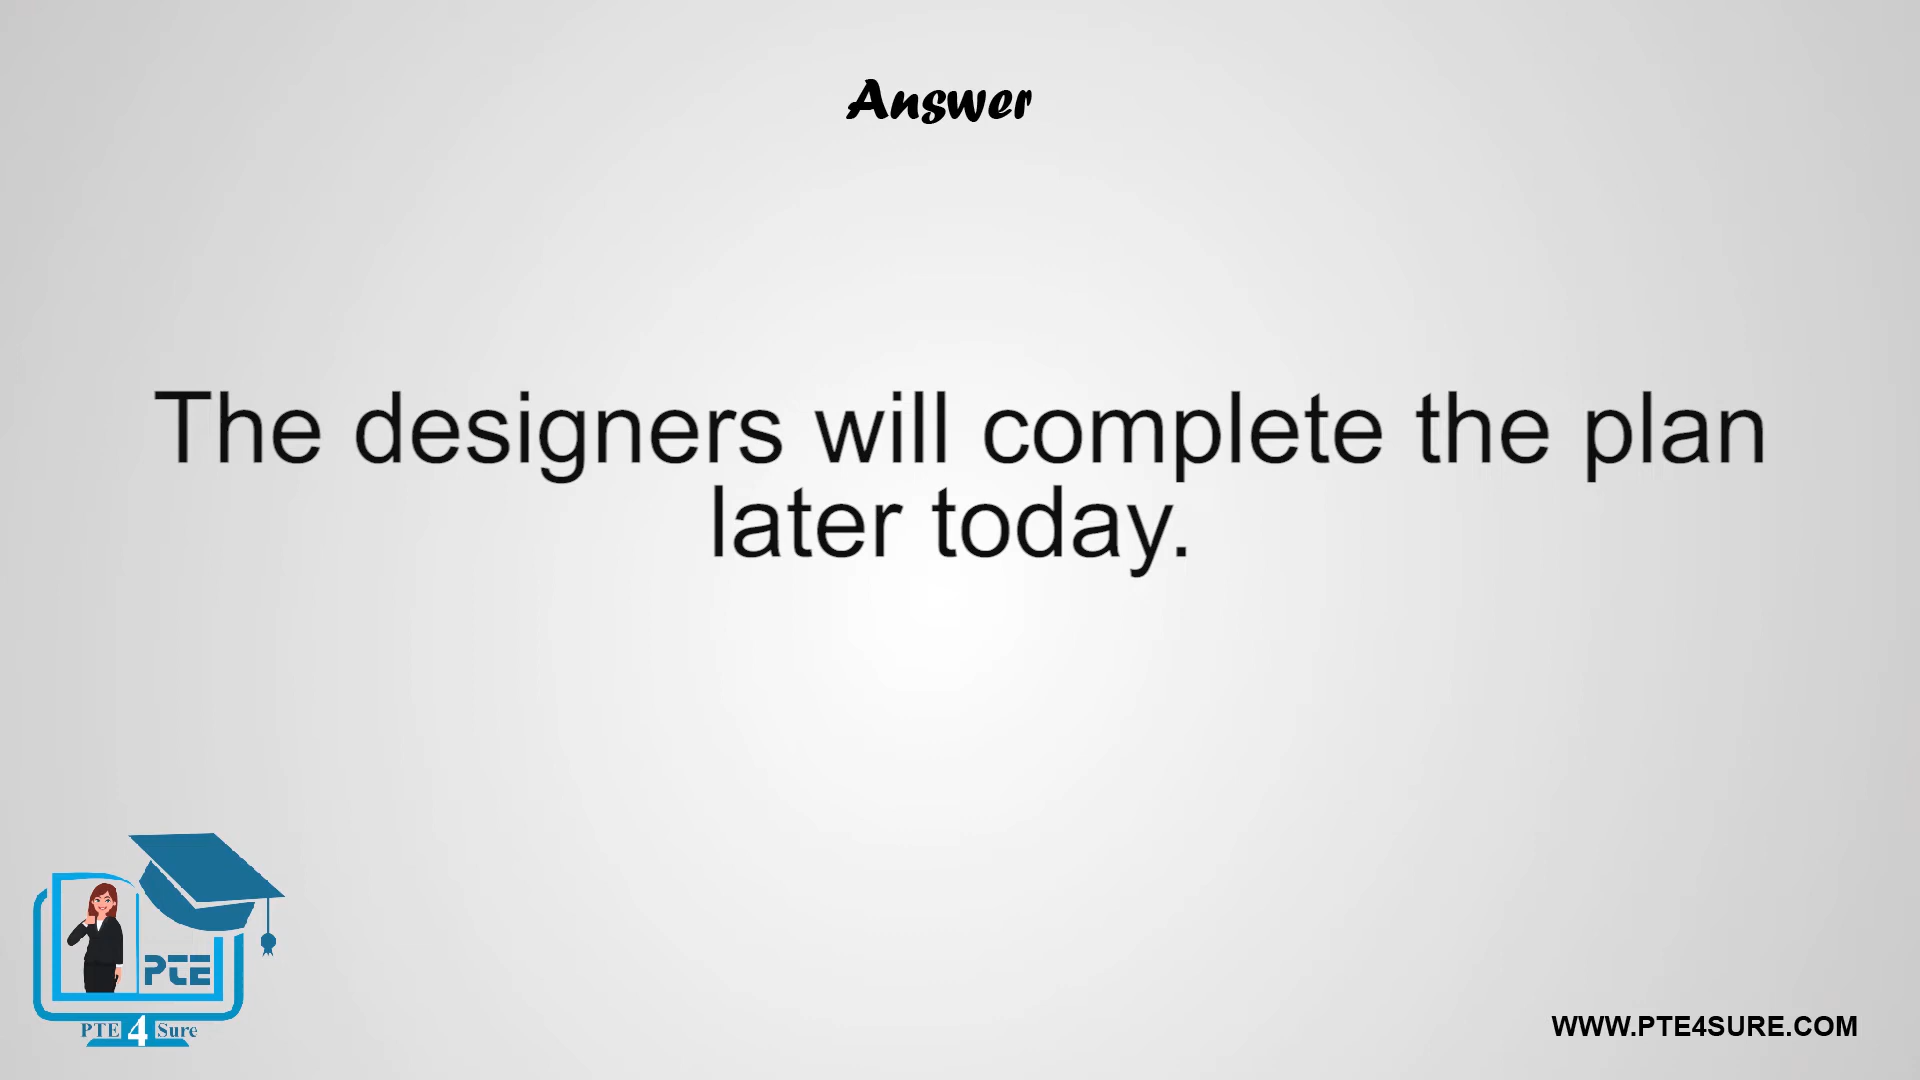 Answer
The designers will complete the plan
later today.
PTE
PTE 4 Sure
WWW.PTE4SURE.COM